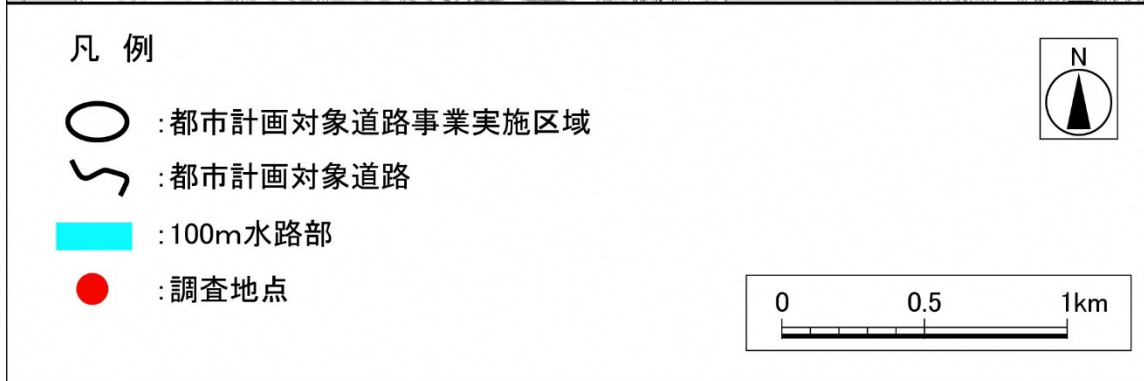 凡 例
N
:都市計画対象道路事業実施区域
:都市計画対象道路
:100m水路部
:調査地点
0 0.5 1km